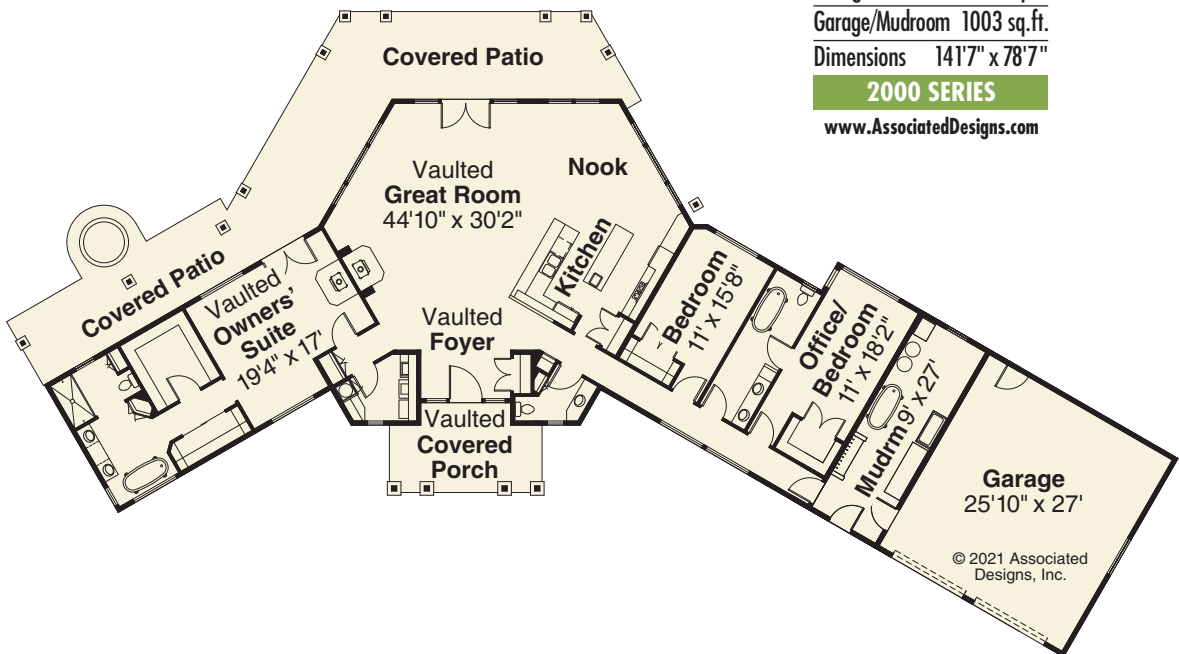 Garage/Mudroom 1003 sq.ft.
Dimensions 141'7" x 78'7"
2000 SERIES
www.AssociatedDesigns.com
Covered Patio
Vaulted
Great Room
44'10" x 30'2"
Nook
Kitchen
Covered Patio
Vaulted
Owners'
Suite
19'4" x 17'
Vaulted
Foyer
Vaulted
Covered
Porch
Bedroom
11' x 15'8"
Office/
Bedroom
11' x 18'2"
Mudrm 9' x 27'
Garage
25'10" x 27'
© 2021 Associated
Designs, Inc.